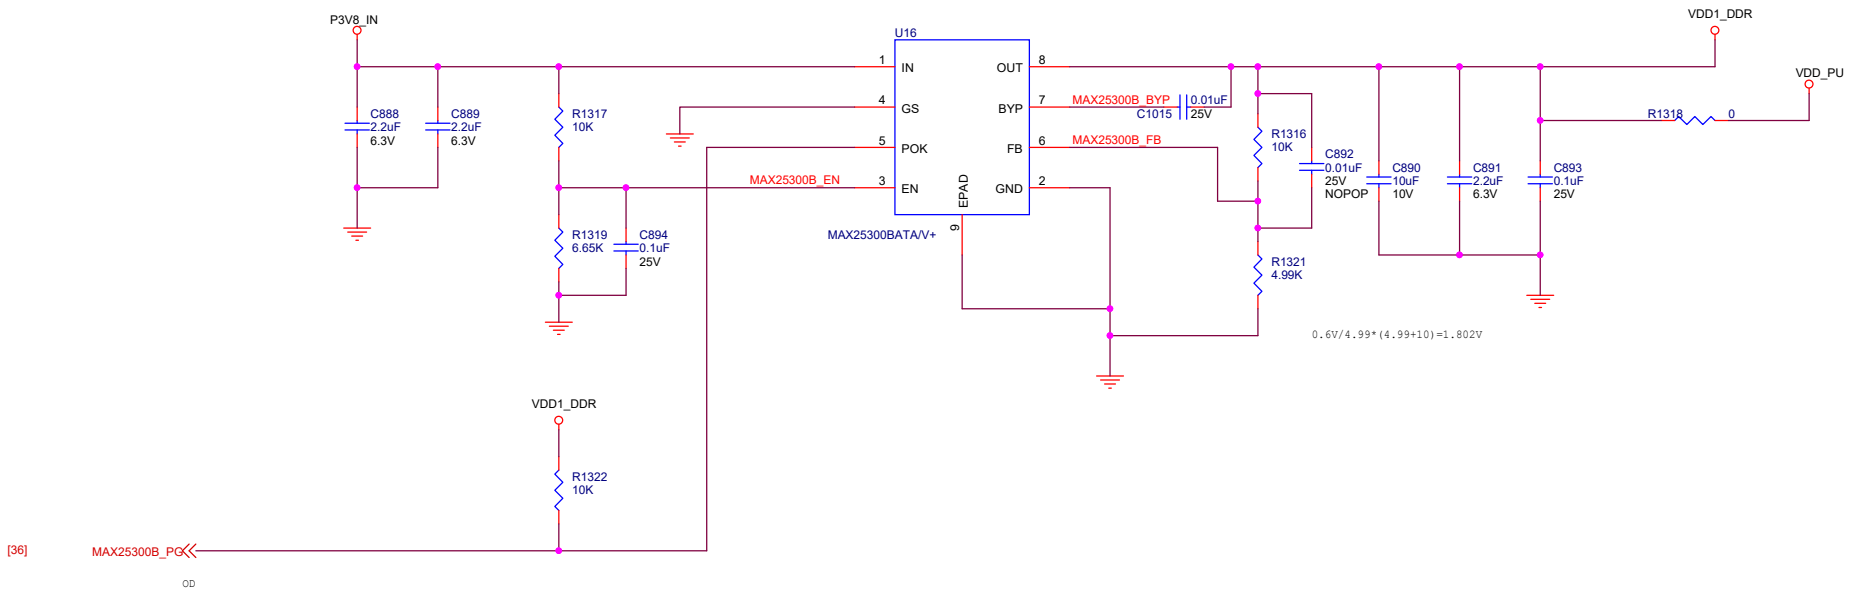 P3V8_IN
VDD1_DDR
VDD_PU
U16
1
IN
OUT
8
4
GS
BYP
7
MAX25300B_BYP
0.01uF
C1015
25V
5
POK
FB
6
MAX25300B_FB
MAX25300B_EN
3
EN
GND
2
EPAD
9
MAX25300BATA/V+
C888
2.2uF
6.3V
C889
2.2uF
6.3V
R1317
10K
R1319
6.65K
C894
0.1uF
25V
R1316
10K
C892
0.01uF
25V
NOPOP
C890
10uF
10V
C891
2.2uF
6.3V
C893
0.1uF
25V
R1318
0
R1321
4.99K
0.6V/4.99*(4.99+10)=1.802V
VDD1_DDR
R1322
10K
[36]
MAX25300B_PG
OD